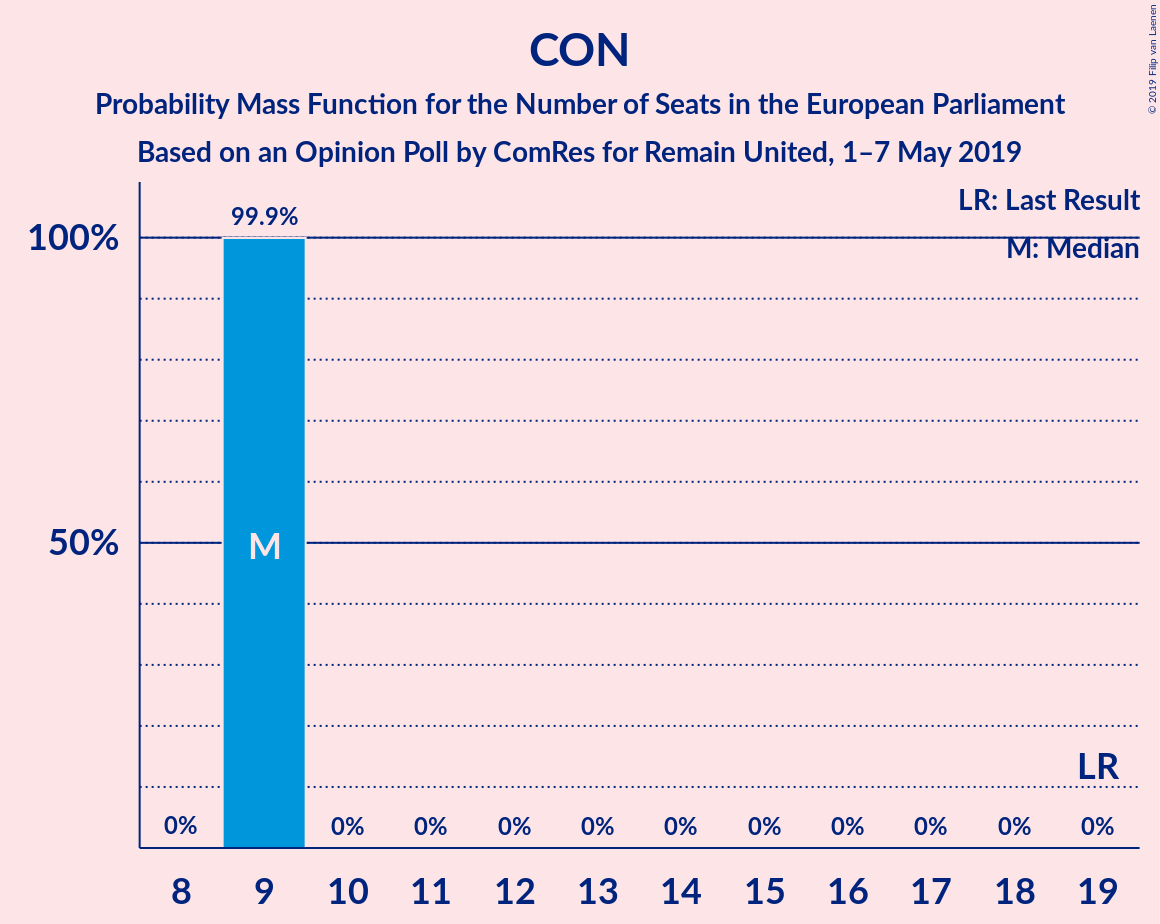 © 2019 Filip van Laenen
CON
Probability Mass Function for the Number of Seats in the European Parliament
Based on an Opinion Poll by ComRes for Remain United, 1–7 May 2019
LR: Last Result
M: Median
99.9%
100%
50%
M
LR
0% 0% 0% 0% 0% 0% 0% 0% 0% 0% 0%
8 9 10 11 12 13 14 15 16 17 18 19